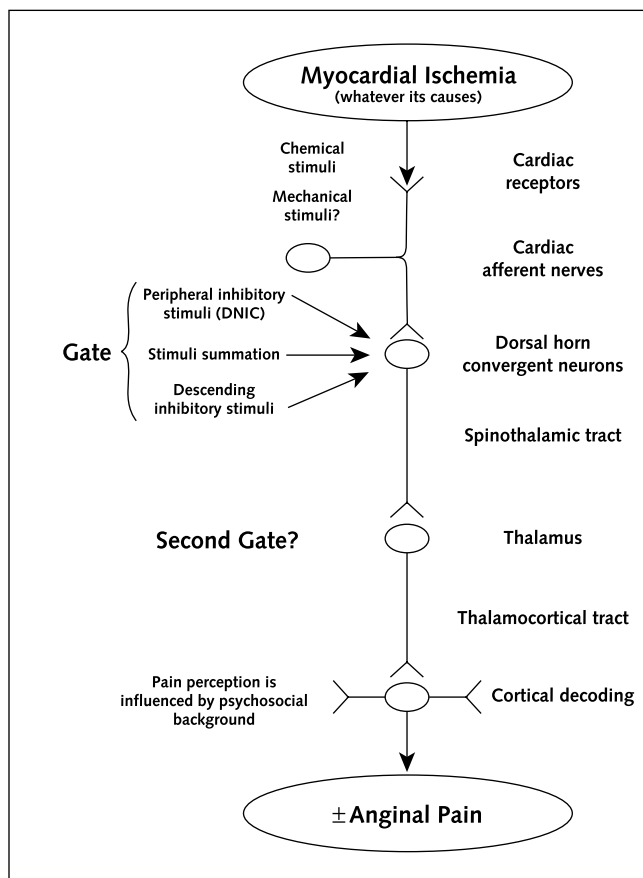 Myocardial Ischemia
(whatever its causes)
Chemical
stimuli
Cardiac
receptors
Mechanical
stimuli?
Cardiac
afferent nerves
Peripheral inhibitory
stimuli (DNIC)
Gate
Stimuli summation
Descending
inhibitory stimuli
Dorsal horn
convergent neurons
Spinothalamic tract
Second Gate?
Thalamus
Thalamocortical tract
Pain perception is
influenced by psychosocial
background
Cortical decoding
±Anginal Pain